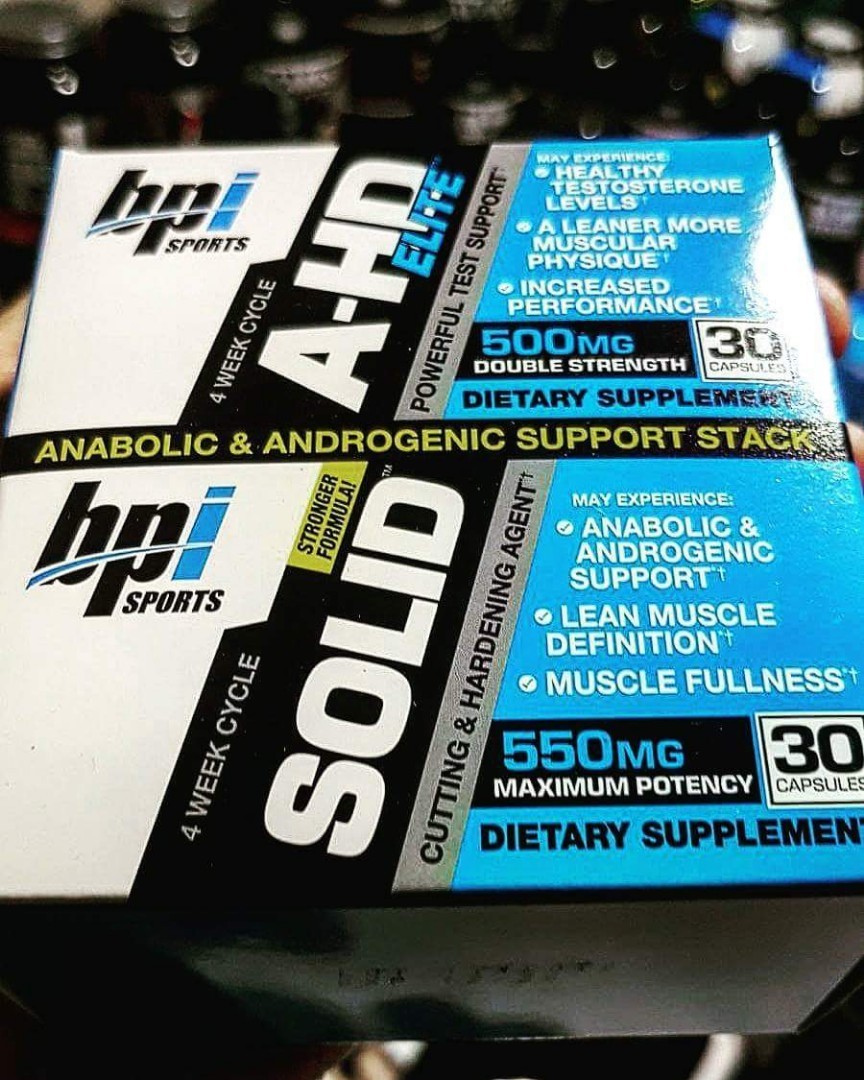 bpi
SPORTS
4 WEEK CYCLE
A-HD
ELITE™
POWERFUL TEST SUPPORT*†
MAY EXPERIENCE:
HEALTHY
TESTOSTERONE
LEVELS*†
A LEANER MORE
MUSCULAR
PHYSIQUE*†
INCREASED
PERFORMANCE*†
500MG
DOUBLE STRENGTH
30
CAPSULES
DIETARY SUPPLEMENT
ANABOLIC & ANDROGENIC SUPPORT STACK
bpi
SPORTS
4 WEEK CYCLE
STRONGER
FORMULA!
SOLID™
CUTTING & HARDENING AGENT*†
MAY EXPERIENCE:
ANABOLIC &
ANDROGENIC
SUPPORT*†
LEAN MUSCLE
DEFINITION*†
MUSCLE FULLNESS*†
550MG
MAXIMUM POTENCY
30
CAPSULES
DIETARY SUPPLEMEN